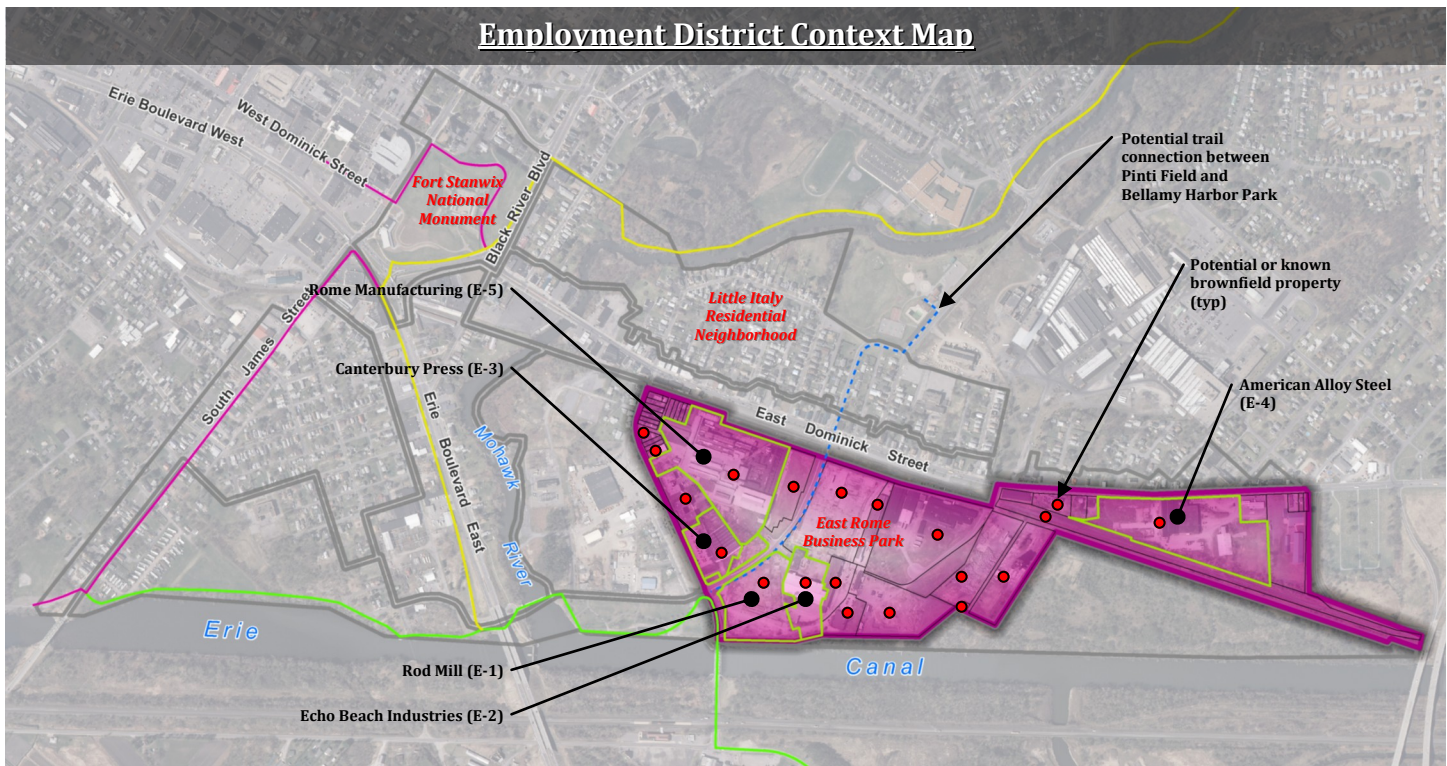 Employment District Context Map
Erie Boulevard West
West Dominick Street
Fort Stanwix
National
Monument
Black River Blvd
Potential trail
connection between
Pinti Field and
Bellamy Harbor Park
Potential or known
brownfield property
(typ)
Rome Manufacturing (E-5)
Little Italy
Residential
Neighborhood
South James Street
Canterbury Press (E-3)
American Alloy Steel
(E-4)
Erie Boulevard East
Mohawk
River
East Dominick Street
East Rome
Business Park
Erie
Canal
Rod Mill (E-1)
Echo Beach Industries (E-2)